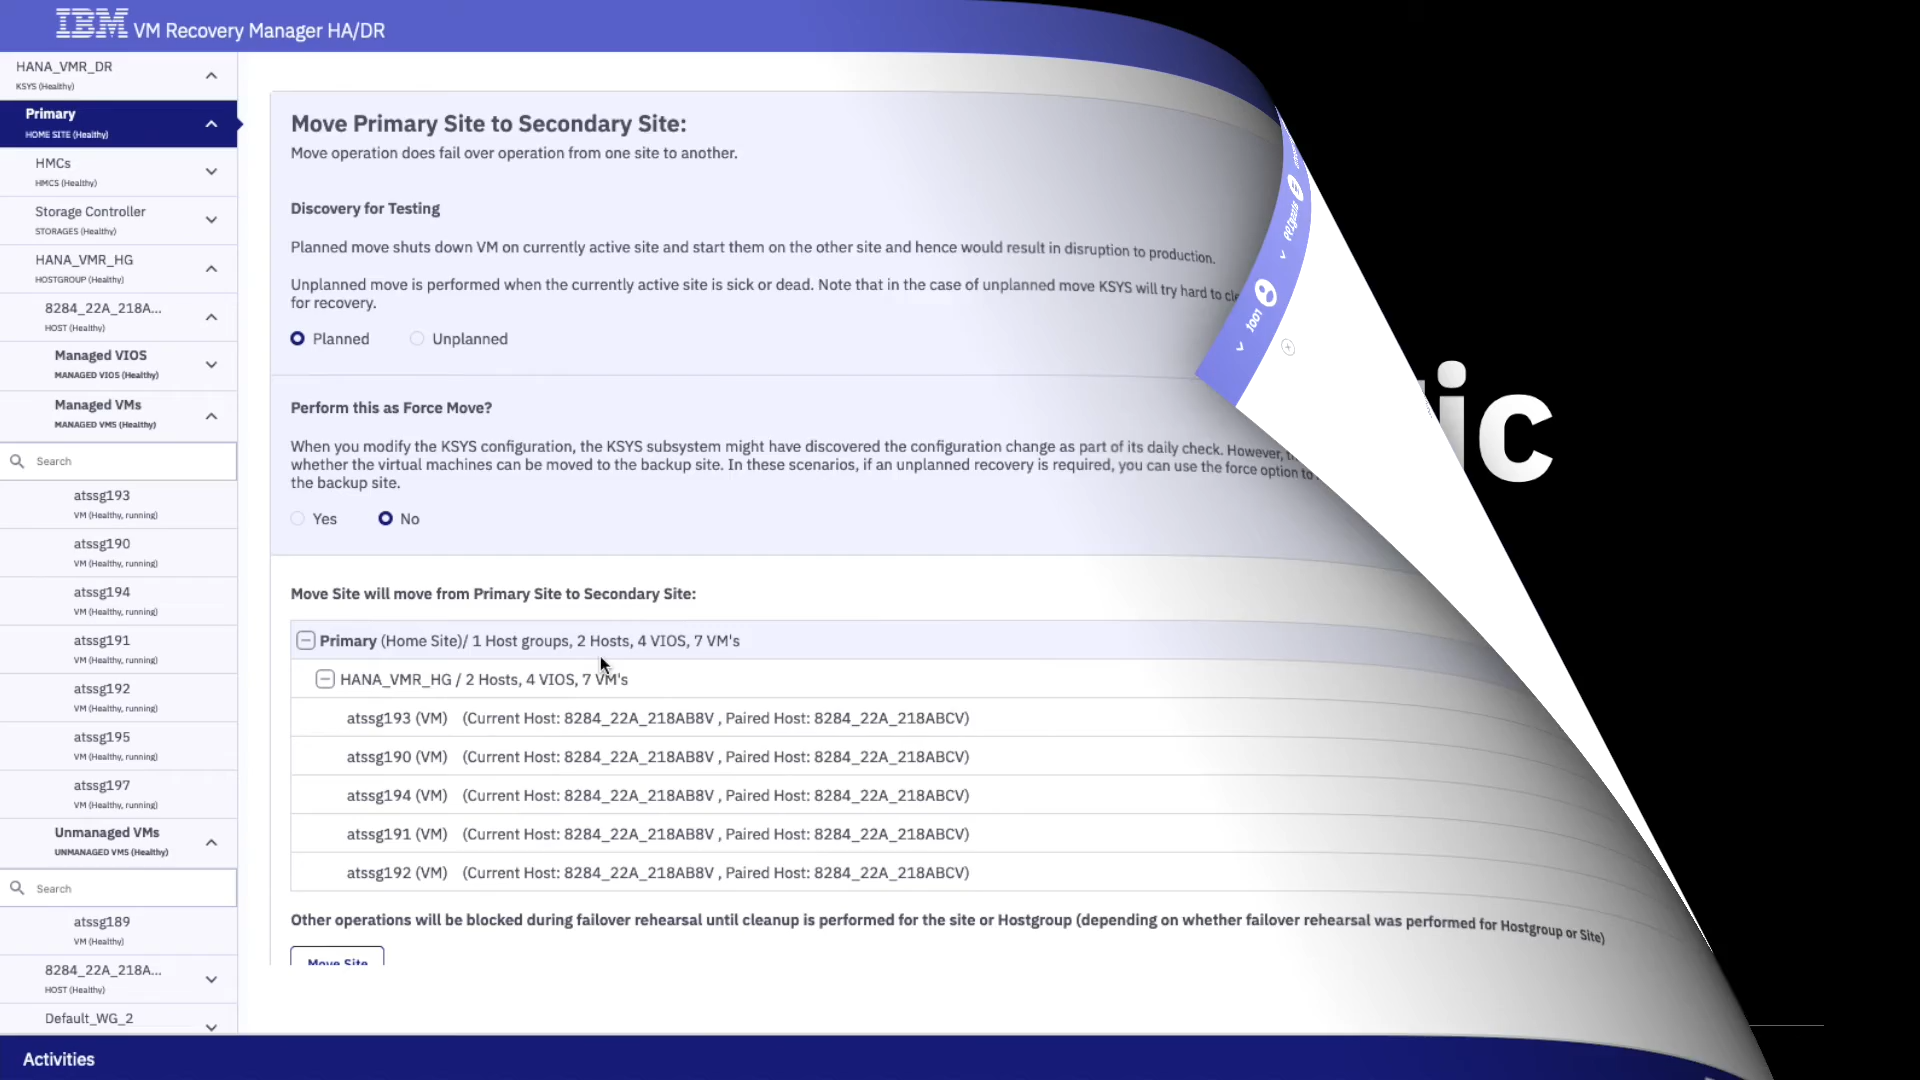 IBM VM Recovery Manager HA/DR
HANA_VMR_DR
KSYS (Healthy)
Primary
HOME SITE (Healthy)
HMCs
HMCS (Healthy)
Storage Controller
STORAGES (Healthy)
HANA_VMR_HG
HOSTGROUP (Healthy)
8284_22A_218A...
HOST (Healthy)
Managed VIOS
MANAGED VIOS (Healthy)
Managed VMs
MANAGED VMS (Healthy)
Search
atssg193
VM (Healthy, running)
atssg190
VM (Healthy, running)
atssg194
VM (Healthy, running)
atssg191
VM (Healthy, running)
atssg192
VM (Healthy, running)
atssg195
VM (Healthy, running)
atssg197
VM (Healthy, running)
Unmanaged VMs
UNMANAGED VMS (Healthy)
Search
atssg189
VM (Healthy)
8284_22A_218A...
HOST (Healthy)
Default_WG_2
Activities
Move Primary Site to Secondary Site:
Move operation does fail over operation from one site to another.
Discovery for Testing
Planned move shuts down VM on currently active site and start them on the other site and hence would result in disruption to production.
Unplanned move is performed when the currently active site is sick or dead. Note that in the case of unplanned move KSYS will try hard to
for recovery.
Planned Unplanned
Perform this as Force Move?
When you modify the KSYS configuration, the KSYS subsystem might have discovered the configuration change as part of its daily check. However,
whether the virtual machines can be moved to the backup site. In these scenarios, if an unplanned recovery is required, you can use the force option to
the backup site.
Yes No
Move Site will move from Primary Site to Secondary Site:
Primary (Home Site)/ 1 Host groups, 2 Hosts, 4 VIOS, 7 VM's
HANA_VMR_HG / 2 Hosts, 4 VIOS, 7 VM's
atssg193 (VM) (Current Host: 8284_22A_218AB8V , Paired Host: 8284_22A_218ABCV)
atssg190 (VM) (Current Host: 8284_22A_218AB8V , Paired Host: 8284_22A_218ABCV)
atssg194 (VM) (Current Host: 8284_22A_218AB8V , Paired Host: 8284_22A_218ABCV)
atssg191 (VM) (Current Host: 8284_22A_218AB8V , Paired Host: 8284_22A_218ABCV)
atssg192 (VM) (Current Host: 8284_22A_218AB8V , Paired Host: 8284_22A_218ABCV)
Other operations will be blocked during failover rehearsal until cleanup is performed for the site or Hostgroup (depending on whether failover rehearsal was performed for Hostgroup or Site)
Move Site
ic